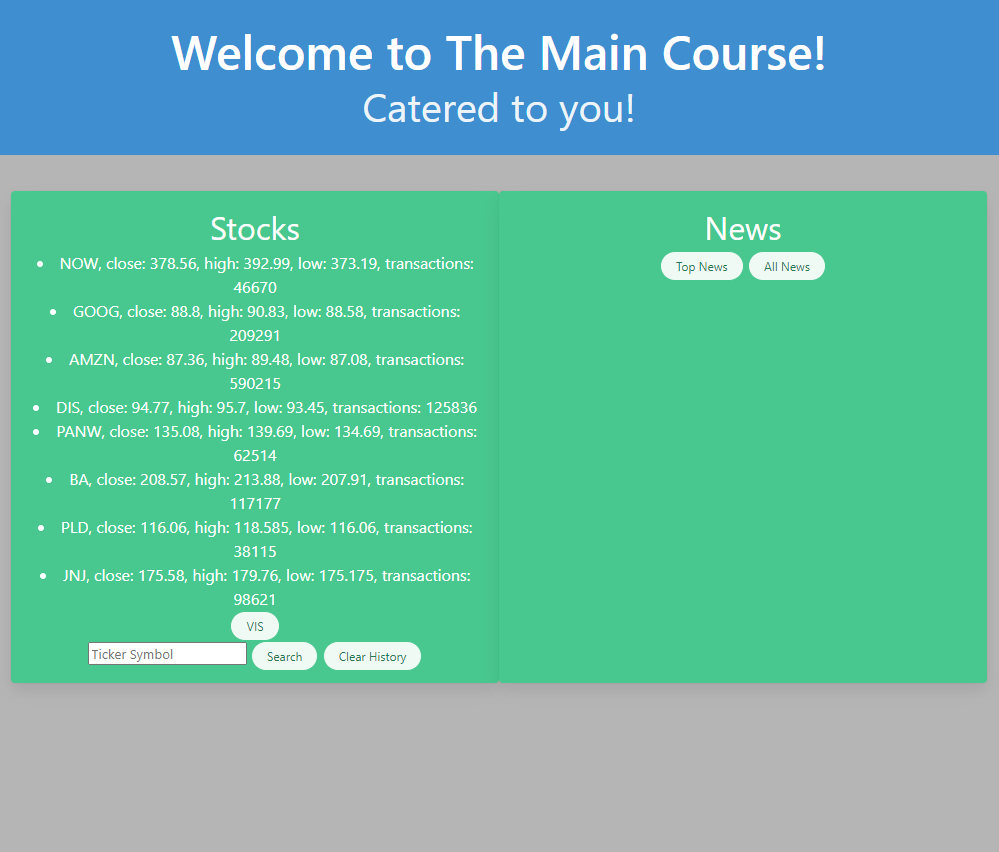 Welcome to The Main Course!
Catered to you!
Stocks
NOW, close: 378.56, high: 392.99, low: 373.19, transactions:
46670
GOOG, close: 88.8, high: 90.83, low: 88.58, transactions:
209291
AMZN, close: 87.36, high: 89.48, low: 87.08, transactions:
590215
DIS, close: 94.77, high: 95.7, low: 93.45, transactions: 125836
PANW, close: 135.08, high: 139.69, low: 134.69, transactions:
62514
BA, close: 208.57, high: 213.88, low: 207.91, transactions:
117177
PLD, close: 116.06, high: 118.585, low: 116.06, transactions:
38115
JNJ, close: 175.58, high: 179.76, low: 175.175, transactions:
98621
VIS
Ticker Symbol Search Clear History
News
Top News All News